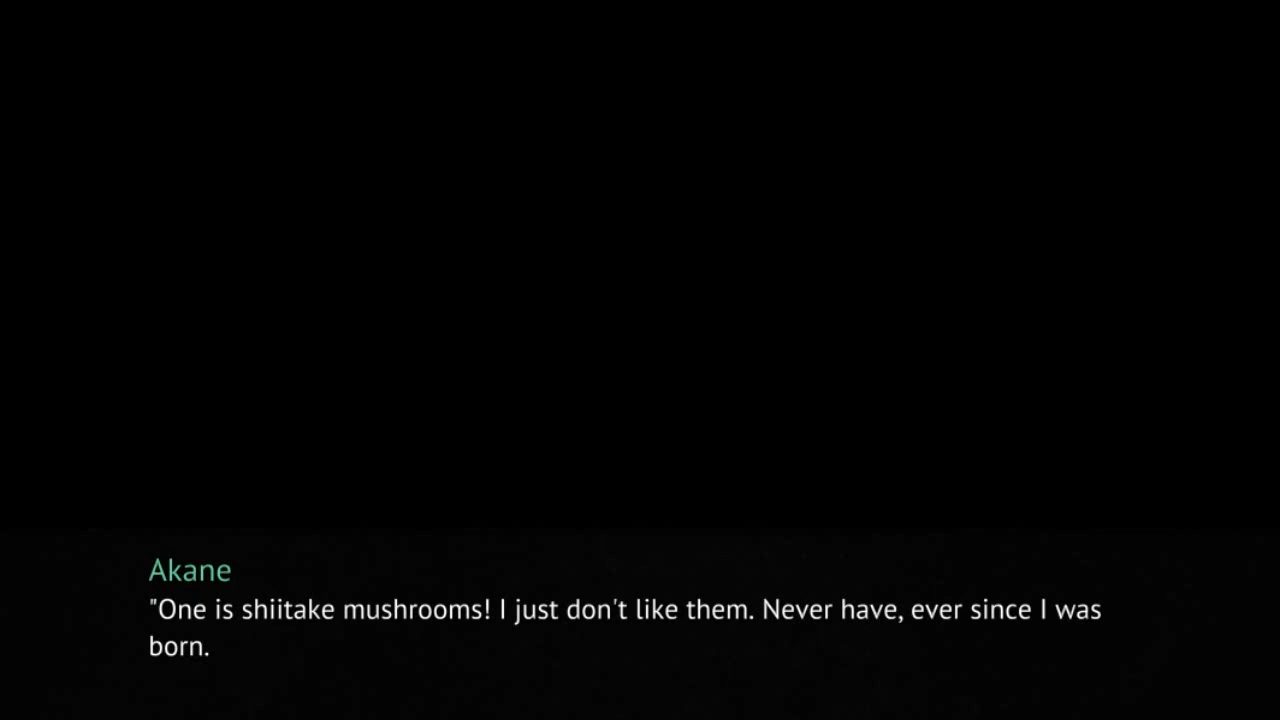 Akane
"One is shiitake mushrooms! I just don't like them. Never have, ever since I was
born.